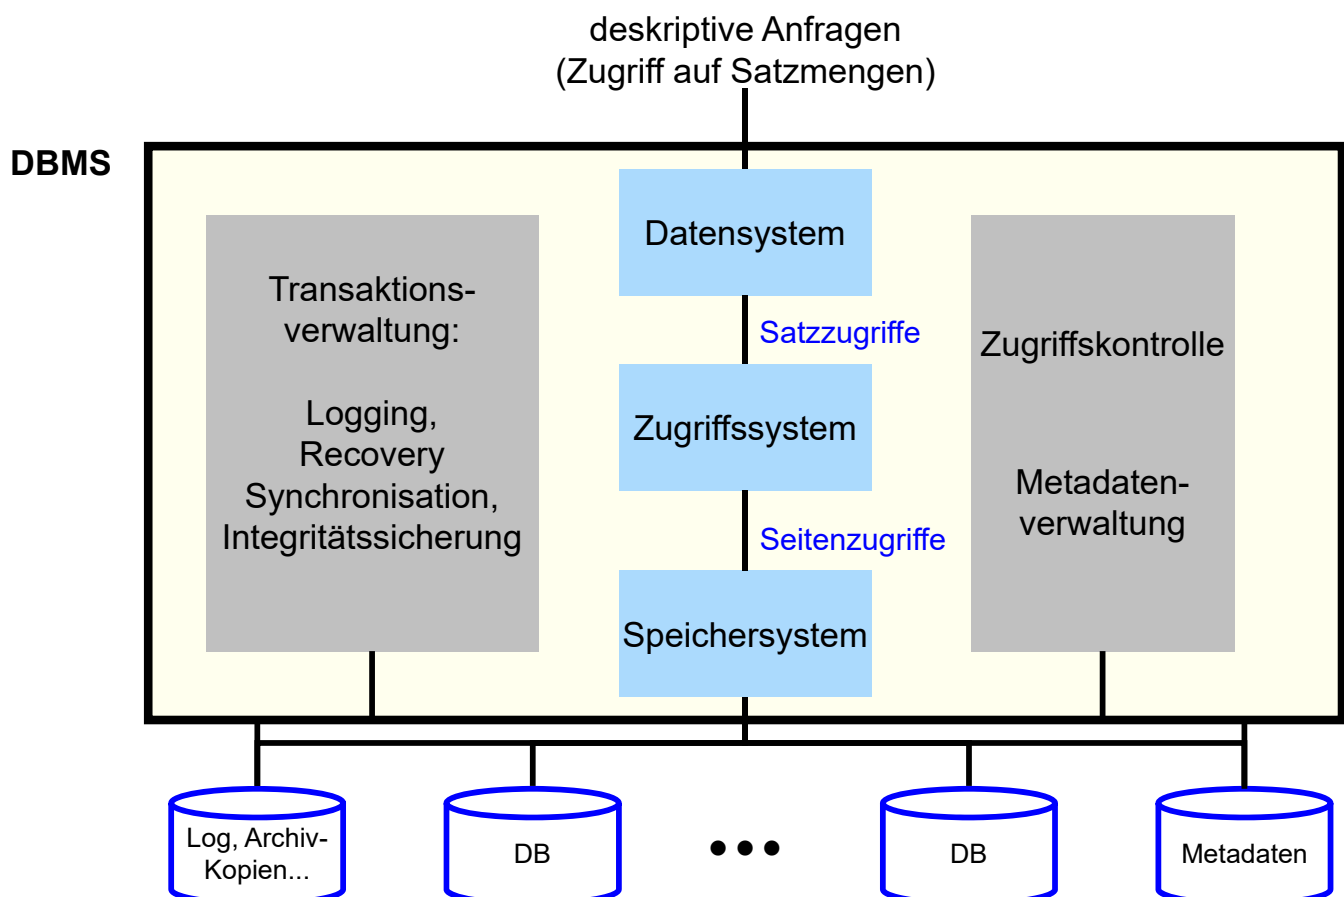 deskriptive Anfragen
(Zugriff auf Satzmengen)
DBMS
Datensystem
Transaktions-
verwaltung:
Logging,
Recovery
Synchronisation,
Integritätssicherung
Satzzugriffe
Zugriffssystem
Seitenzugriffe
Speichersystem
Zugriffskontrolle
Metadaten-
verwaltung
Log, Archiv-
Kopien...
DB
DB
Metadaten